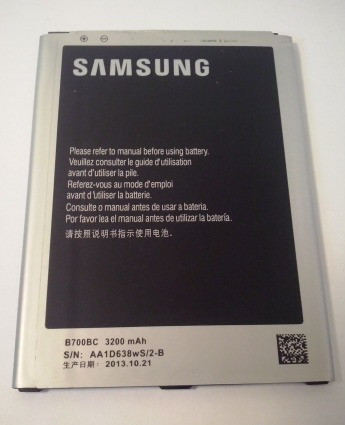 SAMSUNG
Please refer to manual before using battery.
Veuillez consulter le guide d'utilisation
avant d'utiliser la pile.
Referez-vous au mode d'emploi
avant d \utiliser la batterie.
Consulte o manual antes de usar a bateria.
Por favor lea el manual antes de utilizar la batería.
请按照说明书指示使用电池。
B700BC 3200 mAh
S/N: AA1D638wS/2-B
生产日期: 2013.10.21